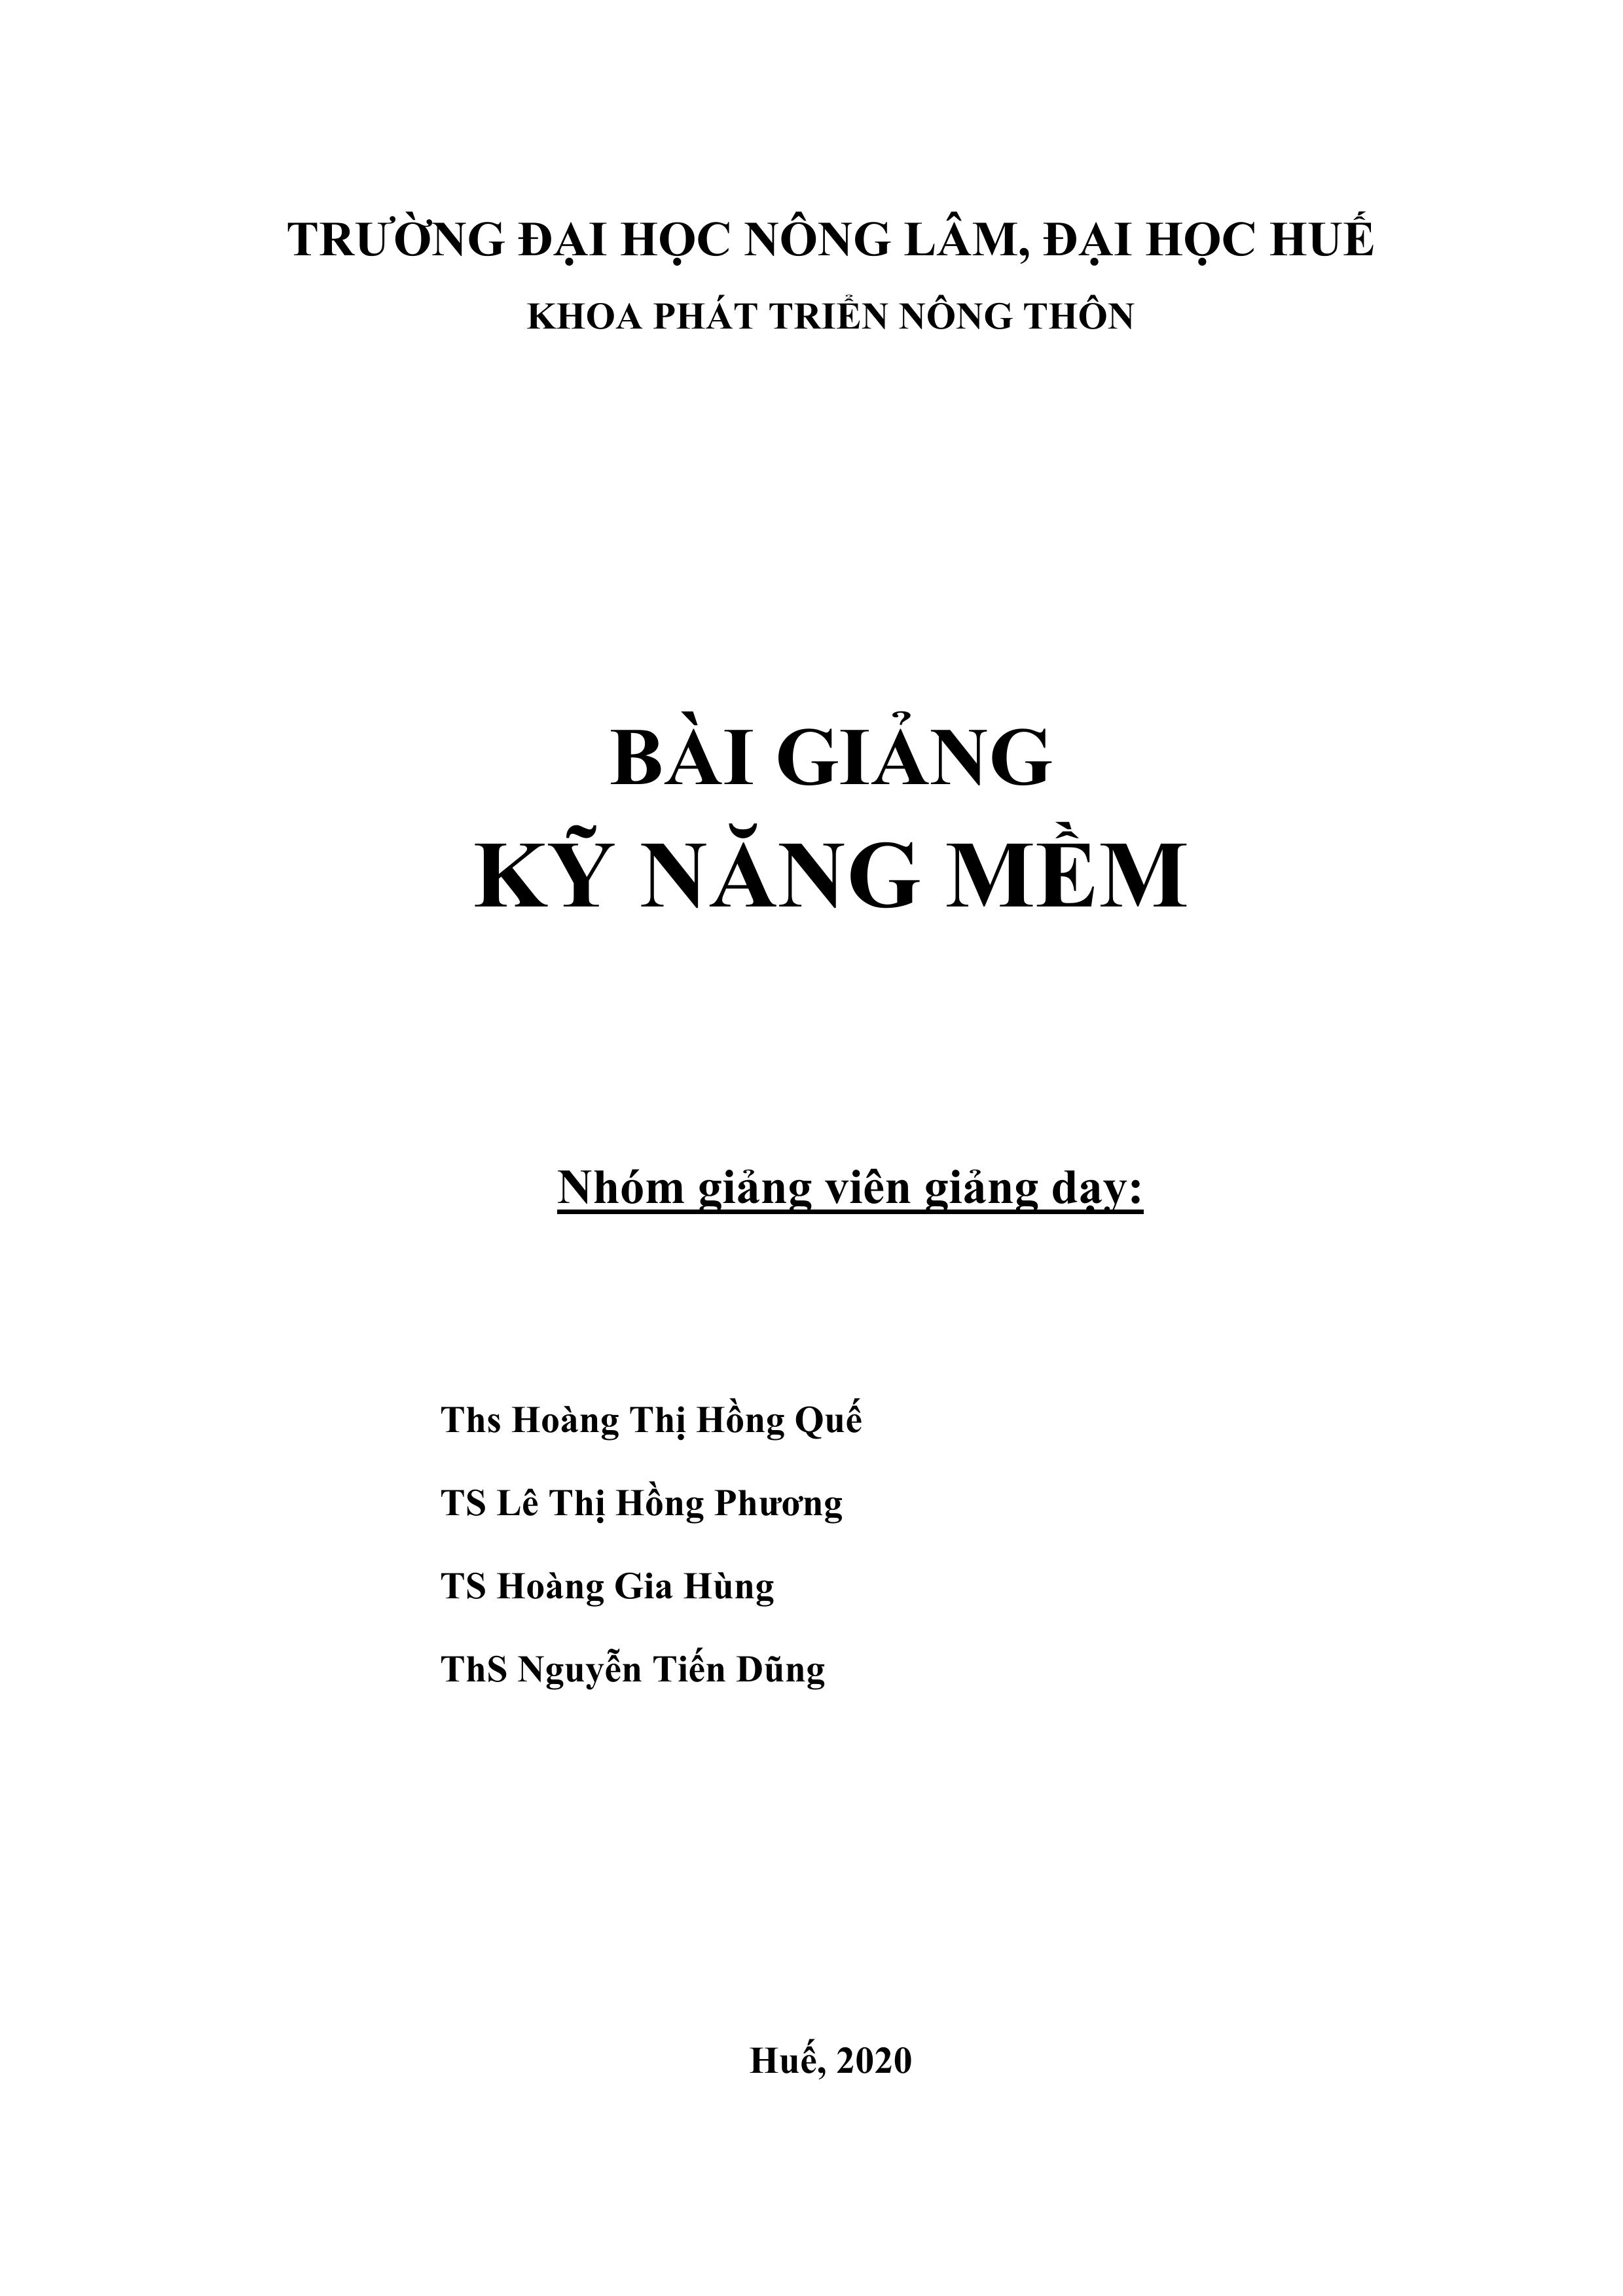 TRƯỜNG ĐẠI HỌC NÔNG LÂM, ĐẠI HỌC HUẾ
KHOA PHÁT TRIỂN NÔNG THÔN
BÀI GIẢNG
KỸ NĂNG MỀM
Nhóm giảng viên giảng dạy:
Ths Hoàng Thị Hồng Quế
TS Lê Thị Hồng Phương
TS Hoàng Gia Hùng
ThS Nguyễn Tiến Dũng
Huế, 2020